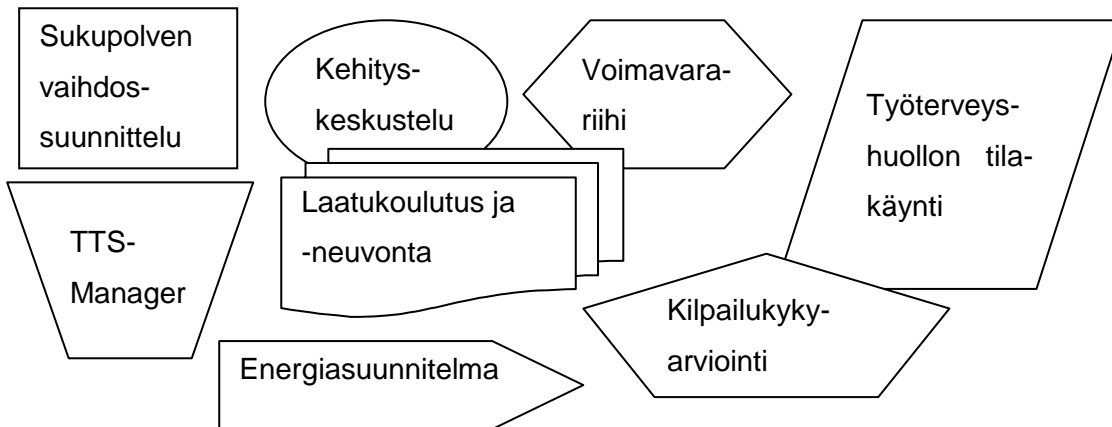 Sukupolven
vaihdos-
suunnittelu
Kehitys-
keskustelu
Voimavara-
riihi
Työterveys-
huollon tila-
käynti
TTS-
Manager
Laatukoulutus ja
-neuvonta
Kilpailukyky-
arviointi
Energiasuunnitelma